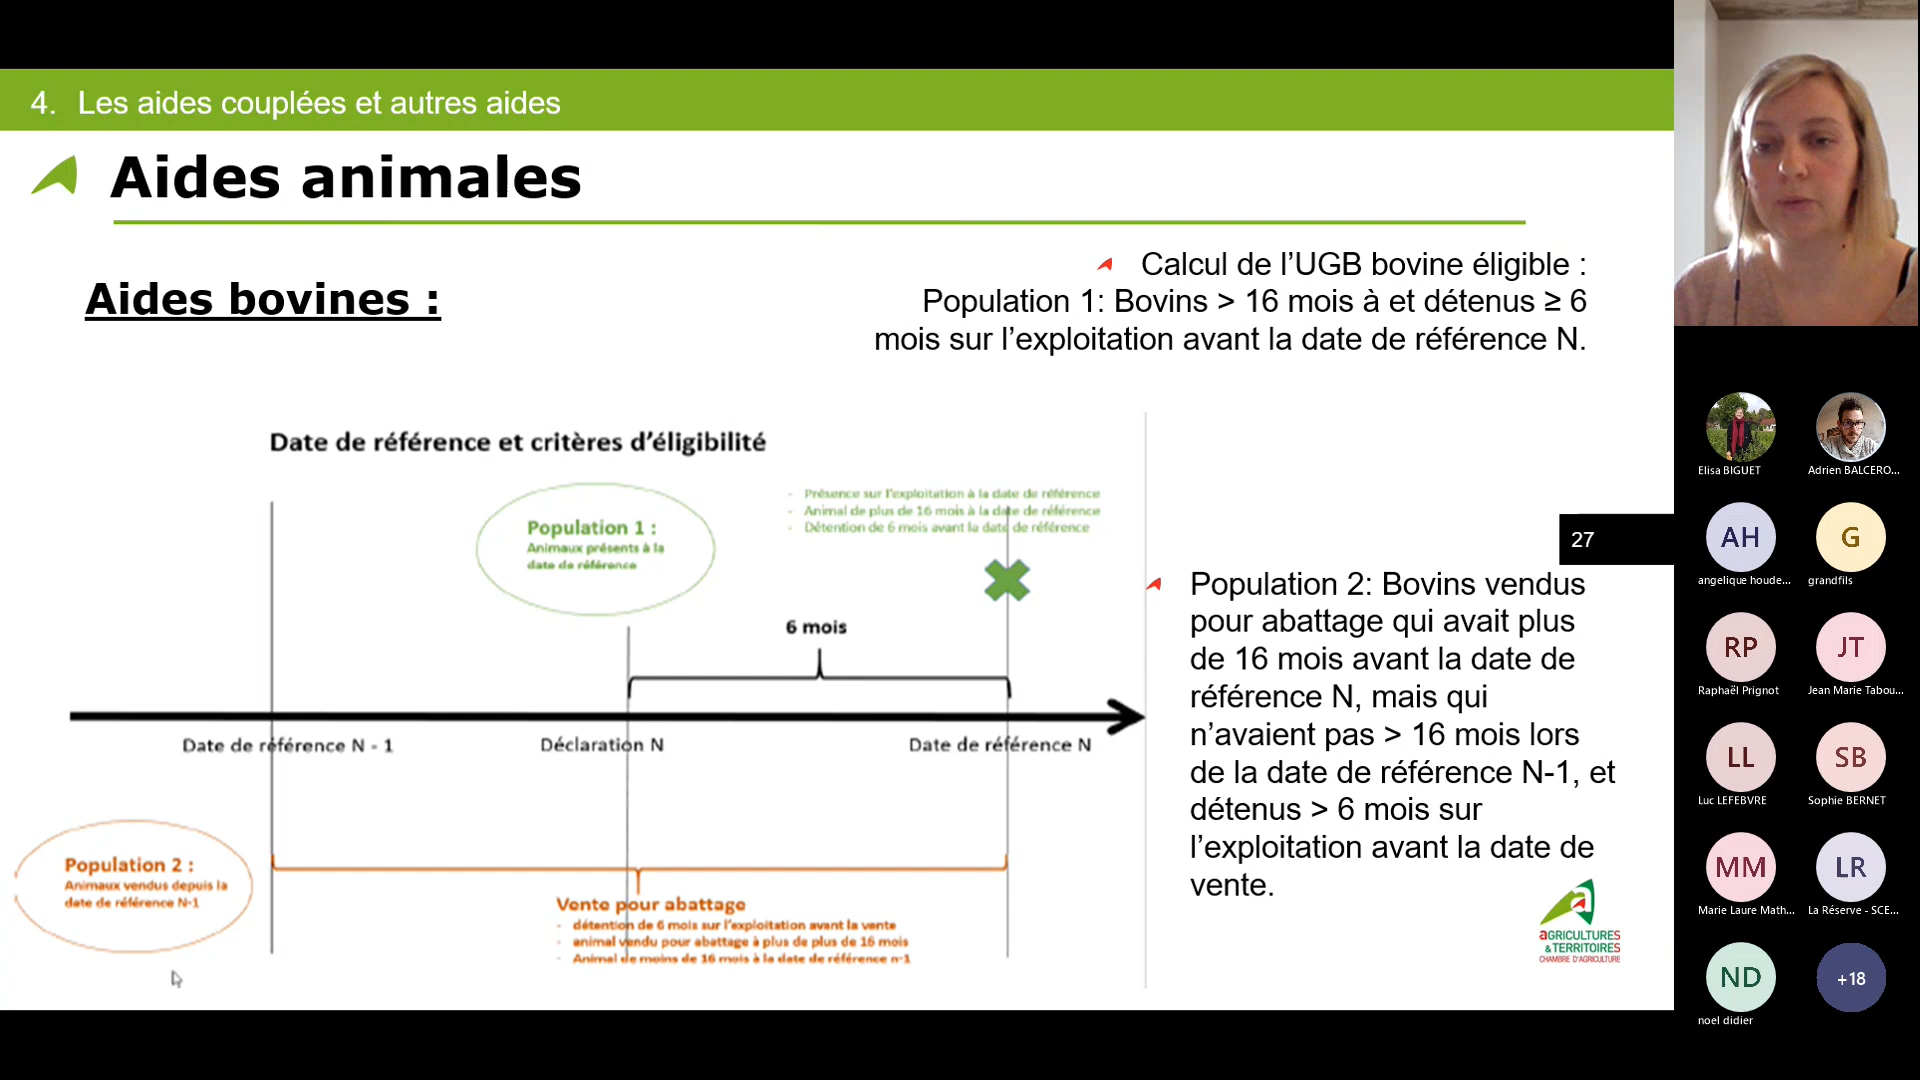 4. Les aides couplées et autres aides
Aides animales
Aides bovines :
Calcul de l’UGB bovine éligible :
Population 1: Bovins > 16 mois à et détenus ≥ 6
mois sur l’exploitation avant la date de référence N.
Date de référence et critères d’éligibilité
Population 1 :
Animaux présents à la
date de référence
- Présence sur l’exploitation à la date de référence
- Animal de plus de 16 mois à la date de référence
- Détention de 6 mois avant la date de référence
6 mois
Date de référence N - 1
Déclaration N
Date de référence N
Population 2 :
Animaux vendus depuis la
date de référence N-1
Vente pour abattage
- détention de 6 mois sur l’exploitation avant la vente
- animal vendu pour abattage à plus de plus de 16 mois
- Animal de moins de 16 mois à la date de référence n-1
27
Population 2: Bovins vendus
pour abattage qui avait plus
de 16 mois avant la date de
référence N, mais qui
n’avaient pas > 16 mois lors
de la date de référence N-1, et
détenus > 6 mois sur
l’exploitation avant la date de
vente.
a
AGRICULTURES
& TERRITOIRES
CHAMBRE D’AGRICULTURE
Elisa BIGUET
Adrien BALCERO...
AH
angelique houde...
G
grandfils
RP
Raphaël Prignot
JT
Jean Marie Tabou...
LL
Luc LEFEBVRE
SB
Sophie BERNET
MM
Marie Laure Math...
LR
La Réserve - SCE...
ND
noel didier
+18